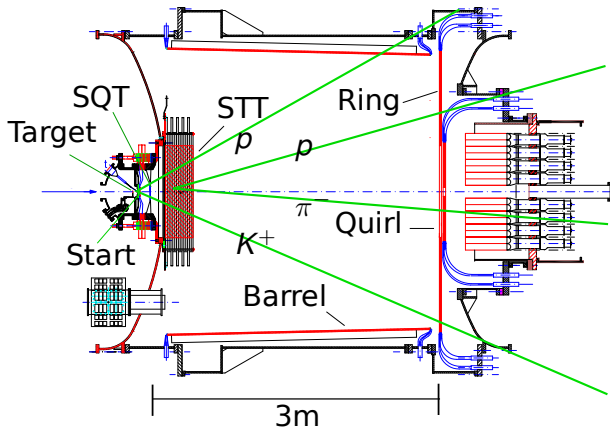 SQT
STT
Ring
Target
p
p
π⁻
Quirl
Start
K⁺
Barrel
3m